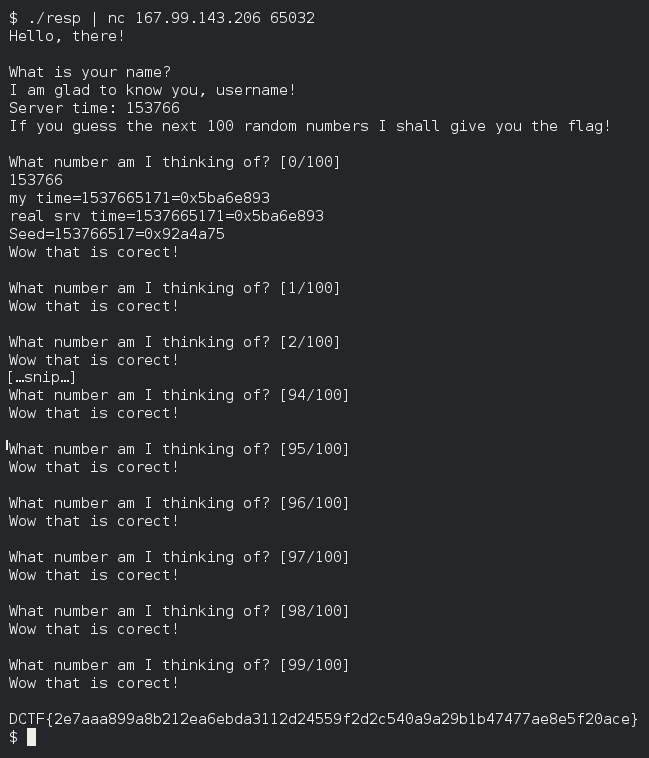 $ ./resp | nc 167.99.143.206 65032
Hello, there!
What is your name?
I am glad to know you, username!
Server time: 153766
If you guess the next 100 random numbers I shall give you the flag!
What number am I thinking of? [0/100]
153766
my time=1537665171=0x5ba6e893
real srv time=1537665171=0x5ba6e893
Seed=153766517=0x92a4a75
Wow that is corect!
What number am I thinking of? [1/100]
Wow that is corect!
What number am I thinking of? [2/100]
Wow that is corect!
[…snip…]
What number am I thinking of? [94/100]
Wow that is corect!
What number am I thinking of? [95/100]
Wow that is corect!
What number am I thinking of? [96/100]
Wow that is corect!
What number am I thinking of? [97/100]
Wow that is corect!
What number am I thinking of? [98/100]
Wow that is corect!
What number am I thinking of? [99/100]
Wow that is corect!
DCTF{2e7aaa899a8b212ea6ebda3112d24559f2d2c540a9a29b1b47477ae8e5f20ace}
$